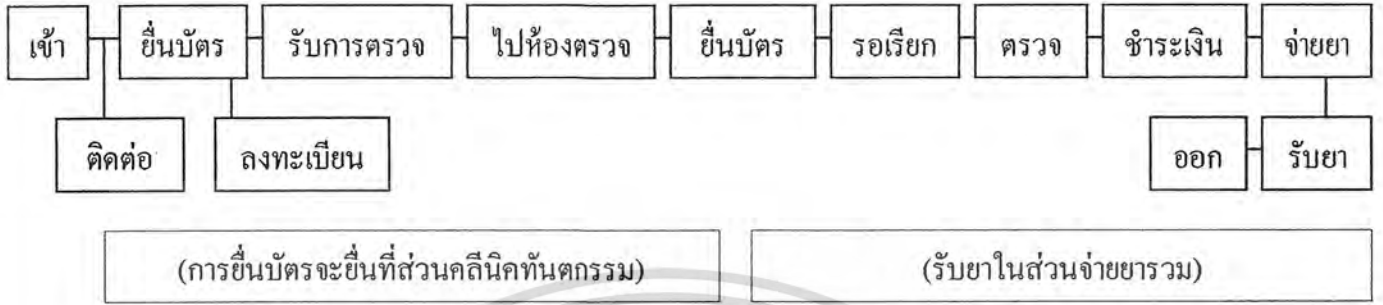 เข้า ยื่นบัตร รับการตรวจ ไปห้องตรวจ ยื่นบัตร รอเรียก ตรวจ ชำระเงิน จ่ายยา
ติดต่อ ลงทะเบียน ออก รับยา
(การยื่นบัตรจะยื่นที่ส่วนคลีนิคทันตกรรม) (รับยาในส่วนจ่ายยารวม)